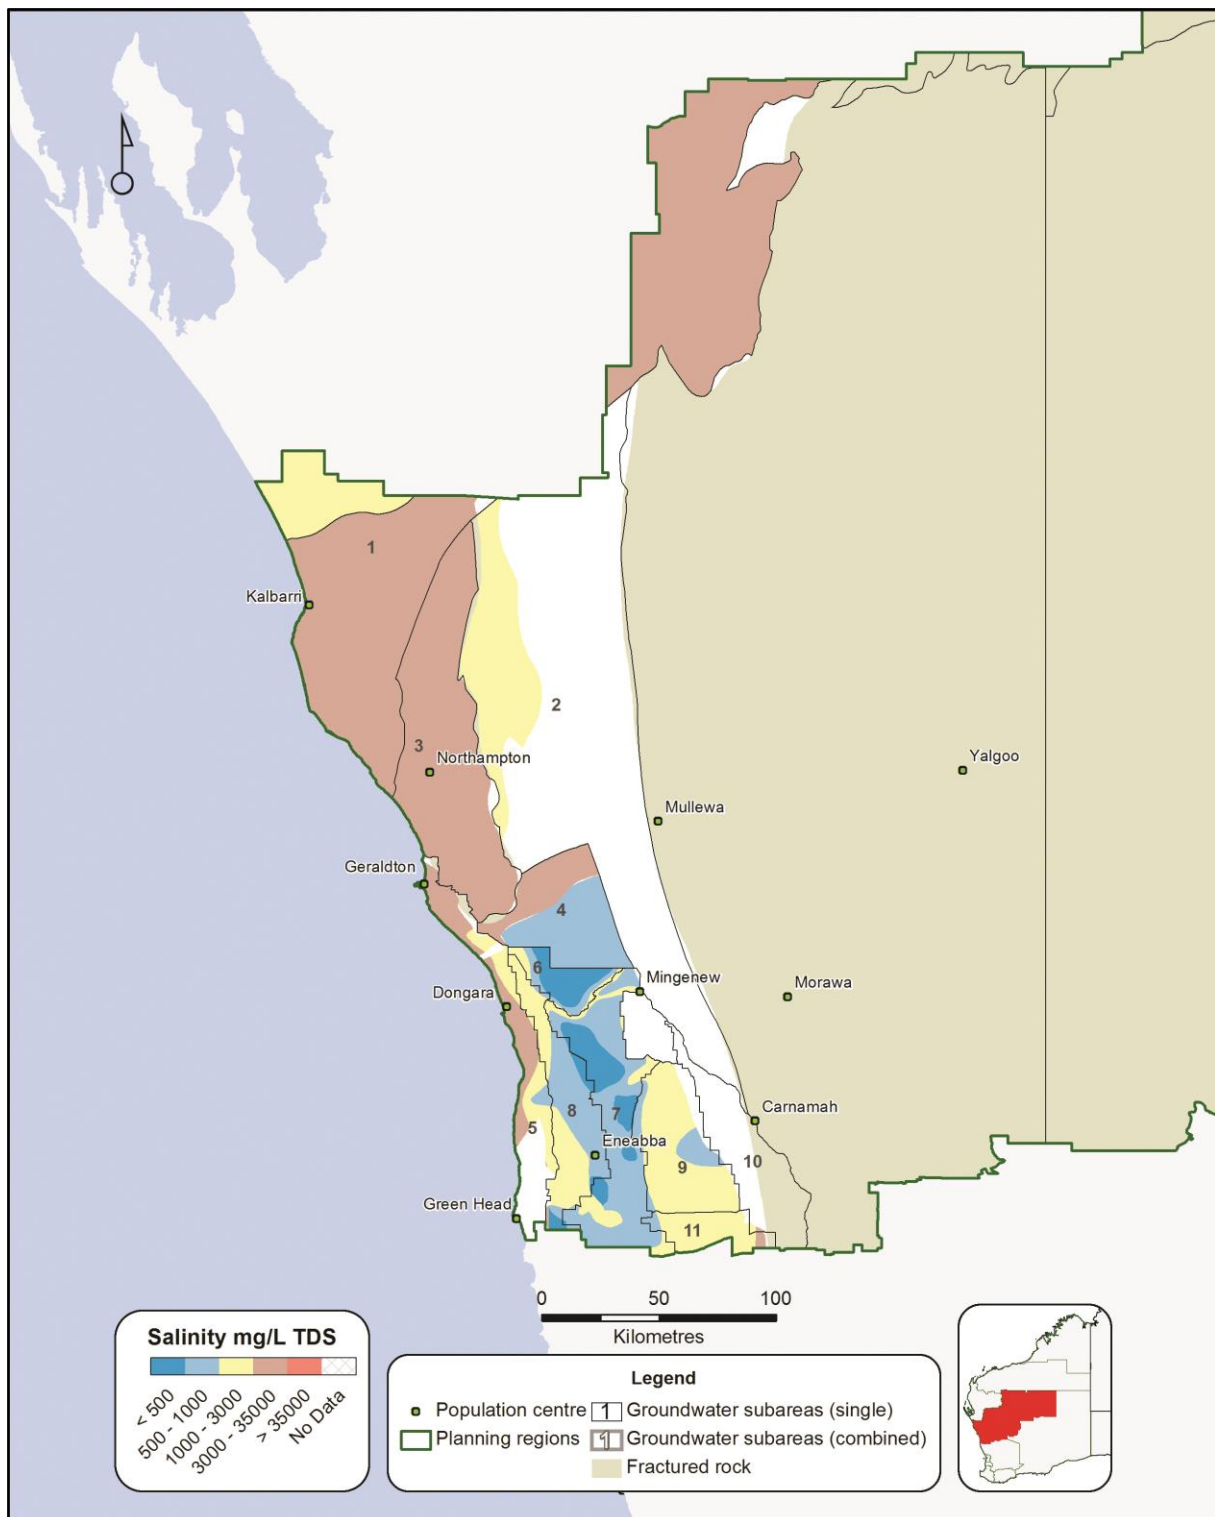 1
Kalbarri
2
3
Northampton
Yalgoo
Mullewa
Geraldton
4
6
Mingenew
Morawa
Dongara
8
7
5
Carnamah
Eneabba
9
10
Green Head
11
0 50 100
Kilometres
Salinity mg/L TDS
< 500
500 - 1000
1000 - 3000
3000 - 35000
> 35000
No Data
Legend
Population centre
1 Groundwater subareas (single)
Planning regions
1 Groundwater subareas (combined)
Fractured rock